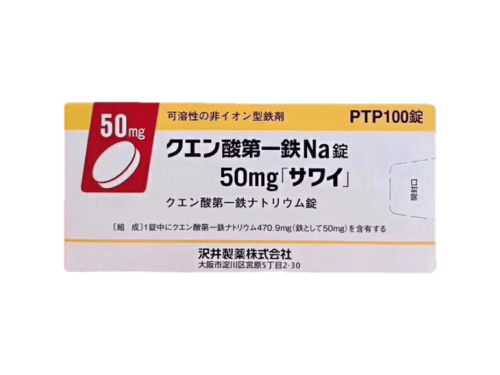 50mg
可溶性の非イオン型鉄剤
PTP100錠
クエン酸第一鉄Na錠
50mg「サワイ」
クエン酸第一鉄ナトリウム錠
〔組 成〕1錠中にクエン酸第一鉄ナトリウム470.9mg(鉄として50mg)を含有する
開封口
沢井製薬株式会社
大阪市淀川区宮原5丁目2-30